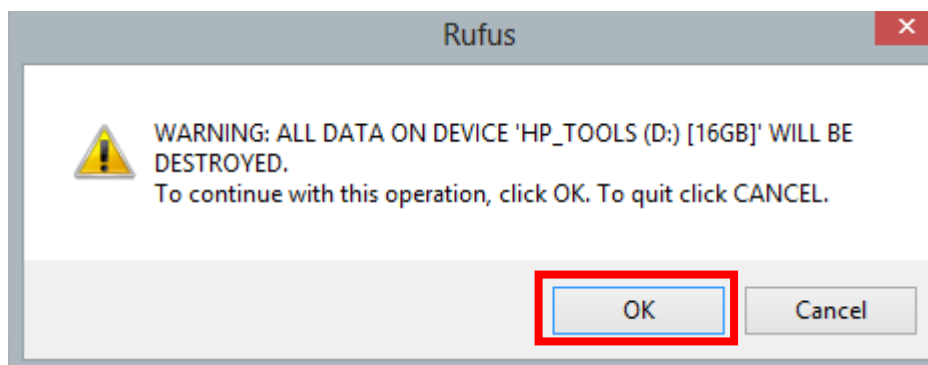 Rufus
WARNING: ALL DATA ON DEVICE 'HP_TOOLS (D:) [16GB]' WILL BE
DESTROYED.
To continue with this operation, click OK. To quit click CANCEL.
OK
Cancel